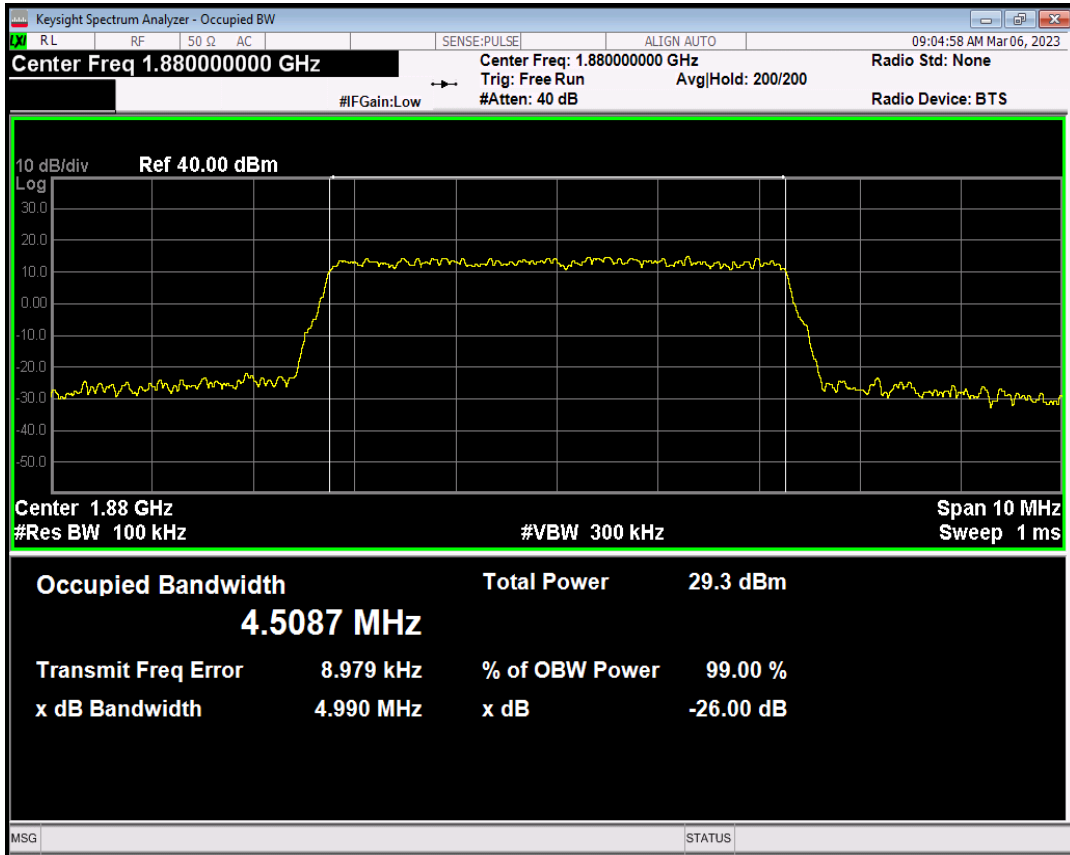 Keysight Spectrum Analyzer - Occupied BW
LXI RL RF 50 Ω AC SENSE:PULSE ALIGN AUTO 09:04:58 AM Mar 06, 2023
Center Freq 1.880000000 GHz
Center Freq: 1.880000000 GHz
Radio Std: None
Trig: Free Run Avg|Hold: 200/200
#IFGain:Low #Atten: 40 dB Radio Device: BTS
10 dB/div Ref 40.00 dBm
Log
30.0
20.0
10.0
0.00
-10.0
-20.0
-30.0
-40.0
-50.0
Center 1.88 GHz Span 10 MHz
#Res BW 100 kHz #VBW 300 kHz Sweep 1 ms
Occupied Bandwidth Total Power 29.3 dBm
4.5087 MHz
Transmit Freq Error 8.979 kHz % of OBW Power 99.00 %
x dB Bandwidth 4.990 MHz x dB -26.00 dB
MSG STATUS